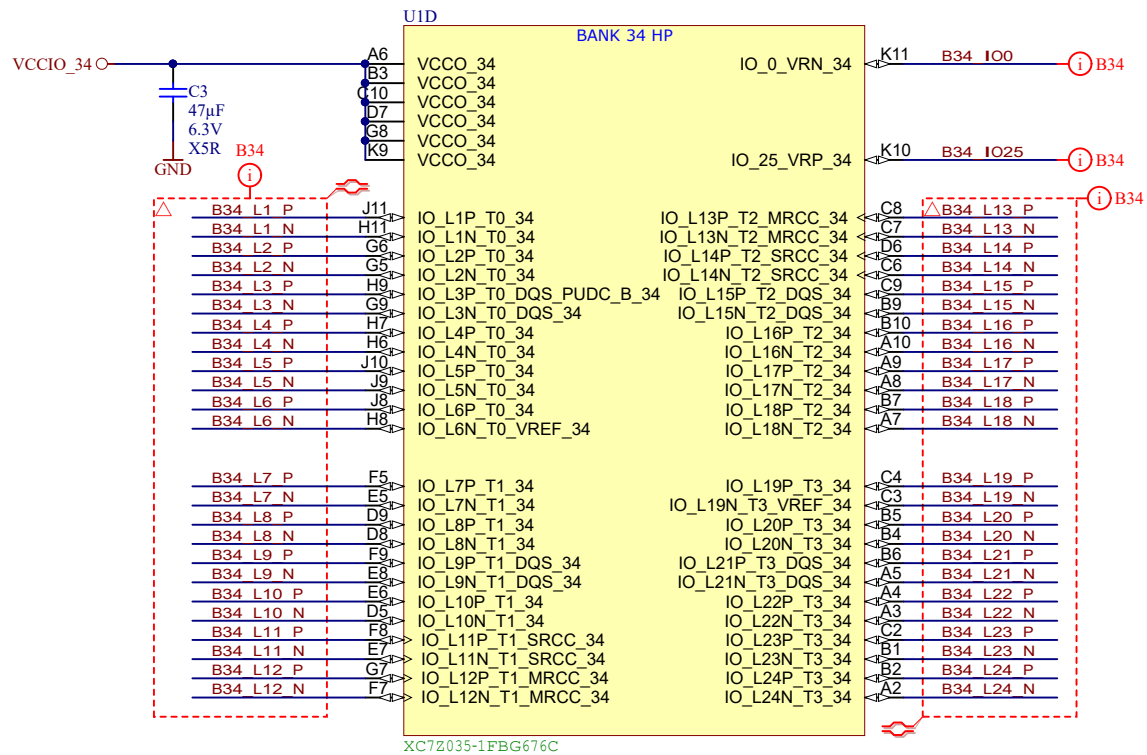 U1D
BANK 34 HP
VCCIO_34
A6 VCCO_34
B3 VCCO_34
C10 VCCO_34
D7 VCCO_34
G8 VCCO_34
K9 VCCO_34
C3
47µF
6.3V
X5R
GND
IO_0_VRN_34 K11 B34_IO0 i B34
IO_25_VRP_34 K10 B34_IO25 i B34
B34
i
B34_L1_P J11 IO_L1P_T0_34
B34_L1_N H11 IO_L1N_T0_34
B34_L2_P G6 IO_L2P_T0_34
B34_L2_N G5 IO_L2N_T0_34
B34_L3_P H9 IO_L3P_T0_DQS_PUDC_B_34
B34_L3_N G9 IO_L3N_T0_DQS_34
B34_L4_P H7 IO_L4P_T0_34
B34_L4_N H6 IO_L4N_T0_34
B34_L5_P J10 IO_L5P_T0_34
B34_L5_N J9 IO_L5N_T0_34
B34_L6_P J8 IO_L6P_T0_34
B34_L6_N H8 IO_L6N_T0_VREF_34
B34_L7_P F5 IO_L7P_T1_34
B34_L7_N E5 IO_L7N_T1_34
B34_L8_P D9 IO_L8P_T1_34
B34_L8_N D8 IO_L8N_T1_34
B34_L9_P F9 IO_L9P_T1_DQS_34
B34_L9_N E8 IO_L9N_T1_DQS_34
B34_L10_P E6 IO_L10P_T1_34
B34_L10_N D5 IO_L10N_T1_34
B34_L11_P F8 IO_L11P_T1_SRCC_34
B34_L11_N E7 IO_L11N_T1_SRCC_34
B34_L12_P G7 IO_L12P_T1_MRCC_34
B34_L12_N F7 IO_L12N_T1_MRCC_34
i B34
IO_L13P_T2_MRCC_34 C8 B34_L13_P
IO_L13N_T2_MRCC_34 C7 B34_L13_N
IO_L14P_T2_SRCC_34 D6 B34_L14_P
IO_L14N_T2_SRCC_34 C6 B34_L14_N
IO_L15P_T2_DQS_34 C9 B34_L15_P
IO_L15N_T2_DQS_34 B9 B34_L15_N
IO_L16P_T2_34 B10 B34_L16_P
IO_L16N_T2_34 A10 B34_L16_N
IO_L17P_T2_34 A9 B34_L17_P
IO_L17N_T2_34 A8 B34_L17_N
IO_L18P_T2_34 B7 B34_L18_P
IO_L18N_T2_34 A7 B34_L18_N
IO_L19P_T3_34 C4 B34_L19_P
IO_L19N_T3_VREF_34 C3 B34_L19_N
IO_L20P_T3_34 B5 B34_L20_P
IO_L20N_T3_34 B4 B34_L20_N
IO_L21P_T3_DQS_34 B6 B34_L21_P
IO_L21N_T3_DQS_34 A5 B34_L21_N
IO_L22P_T3_34 A4 B34_L22_P
IO_L22N_T3_34 A3 B34_L22_N
IO_L23P_T3_34 C2 B34_L23_P
IO_L23N_T3_34 B1 B34_L23_N
IO_L24P_T3_34 B2 B34_L24_P
IO_L24N_T3_34 A2 B34_L24_N
XC7Z035-1FBG676C